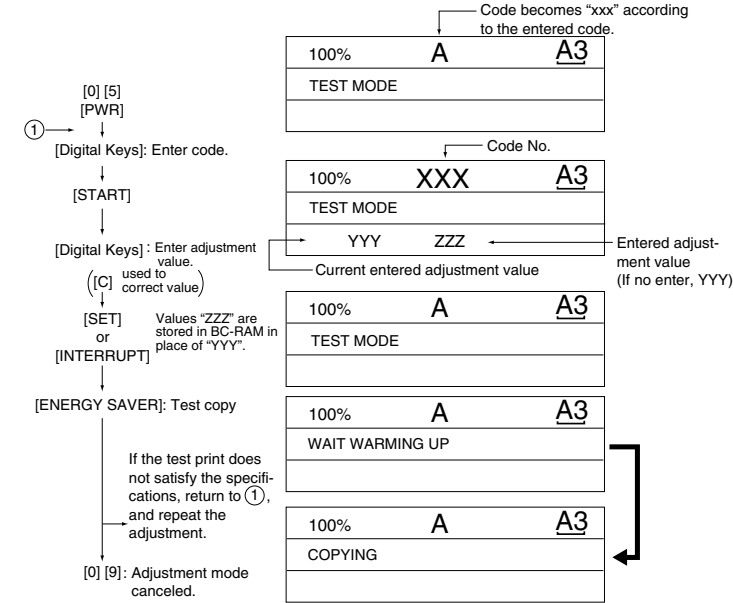 Code becomes “xxx” according
to the entered code.
100% A A3
TEST MODE
[0] [5]
[PWR]
1
[Digital Keys]: Enter code.
[START]
[Digital Keys] : Enter adjustment
value.
([C] used to
correct value)
[SET]
or
[INTERRUPT]
Values “ZZZ” are
stored in BC-RAM in
place of “YYY”.
[ENERGY SAVER]: Test copy
If the test print does
not satisfy the specifi-
cations, return to 1,
and repeat the
adjustment.
[0] [9]: Adjustment mode
canceled.
Code No.
100% XXX A3
TEST MODE
YYY ZZZ
Current entered adjustment value
Entered adjust-
ment value
(If no enter, YYY)
100% A A3
TEST MODE
100% A A3
WAIT WARMING UP
100% A A3
COPYING